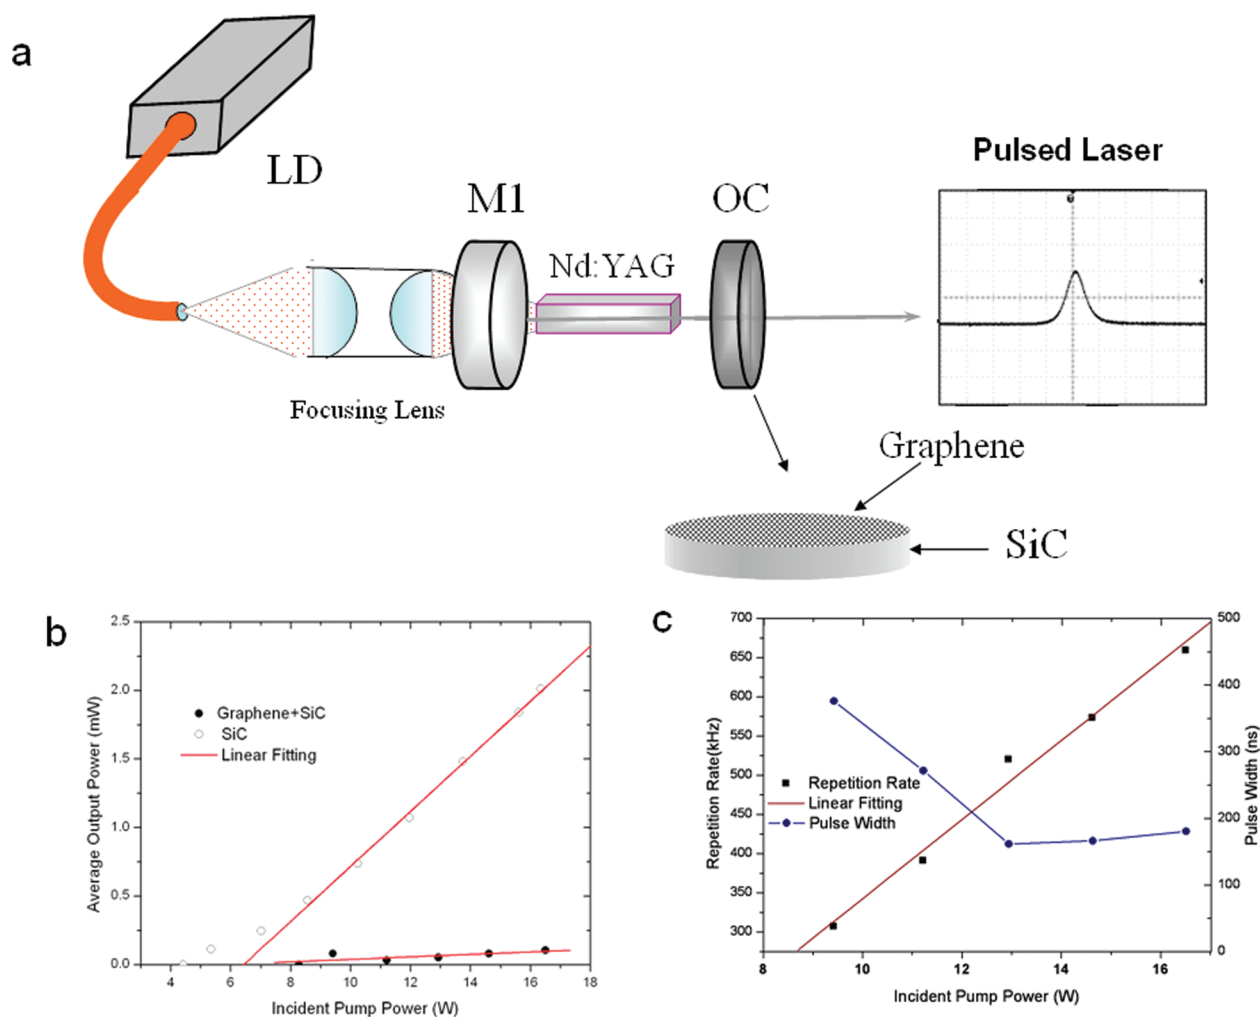 a
LD
M1
OC
Pulsed Laser
Nd:YAG
Focusing Lens
Graphene
SiC
b
2.5
2.0
1.5
1.0
0.5
0.0
Average Output Power (mW)
Graphene+SiC
SiC
Linear Fitting
4 6 8 10 12 14 16 18
Incident Pump Power (W)
c
700
650
600
550
500
450
400
350
300
Repetition Rate(kHz)
Repetition Rate
Linear Fitting
Pulse Width
500
400
300
200
100
0
Pulse Width (ns)
8 10 12 14 16
Incident Pump Power (W)